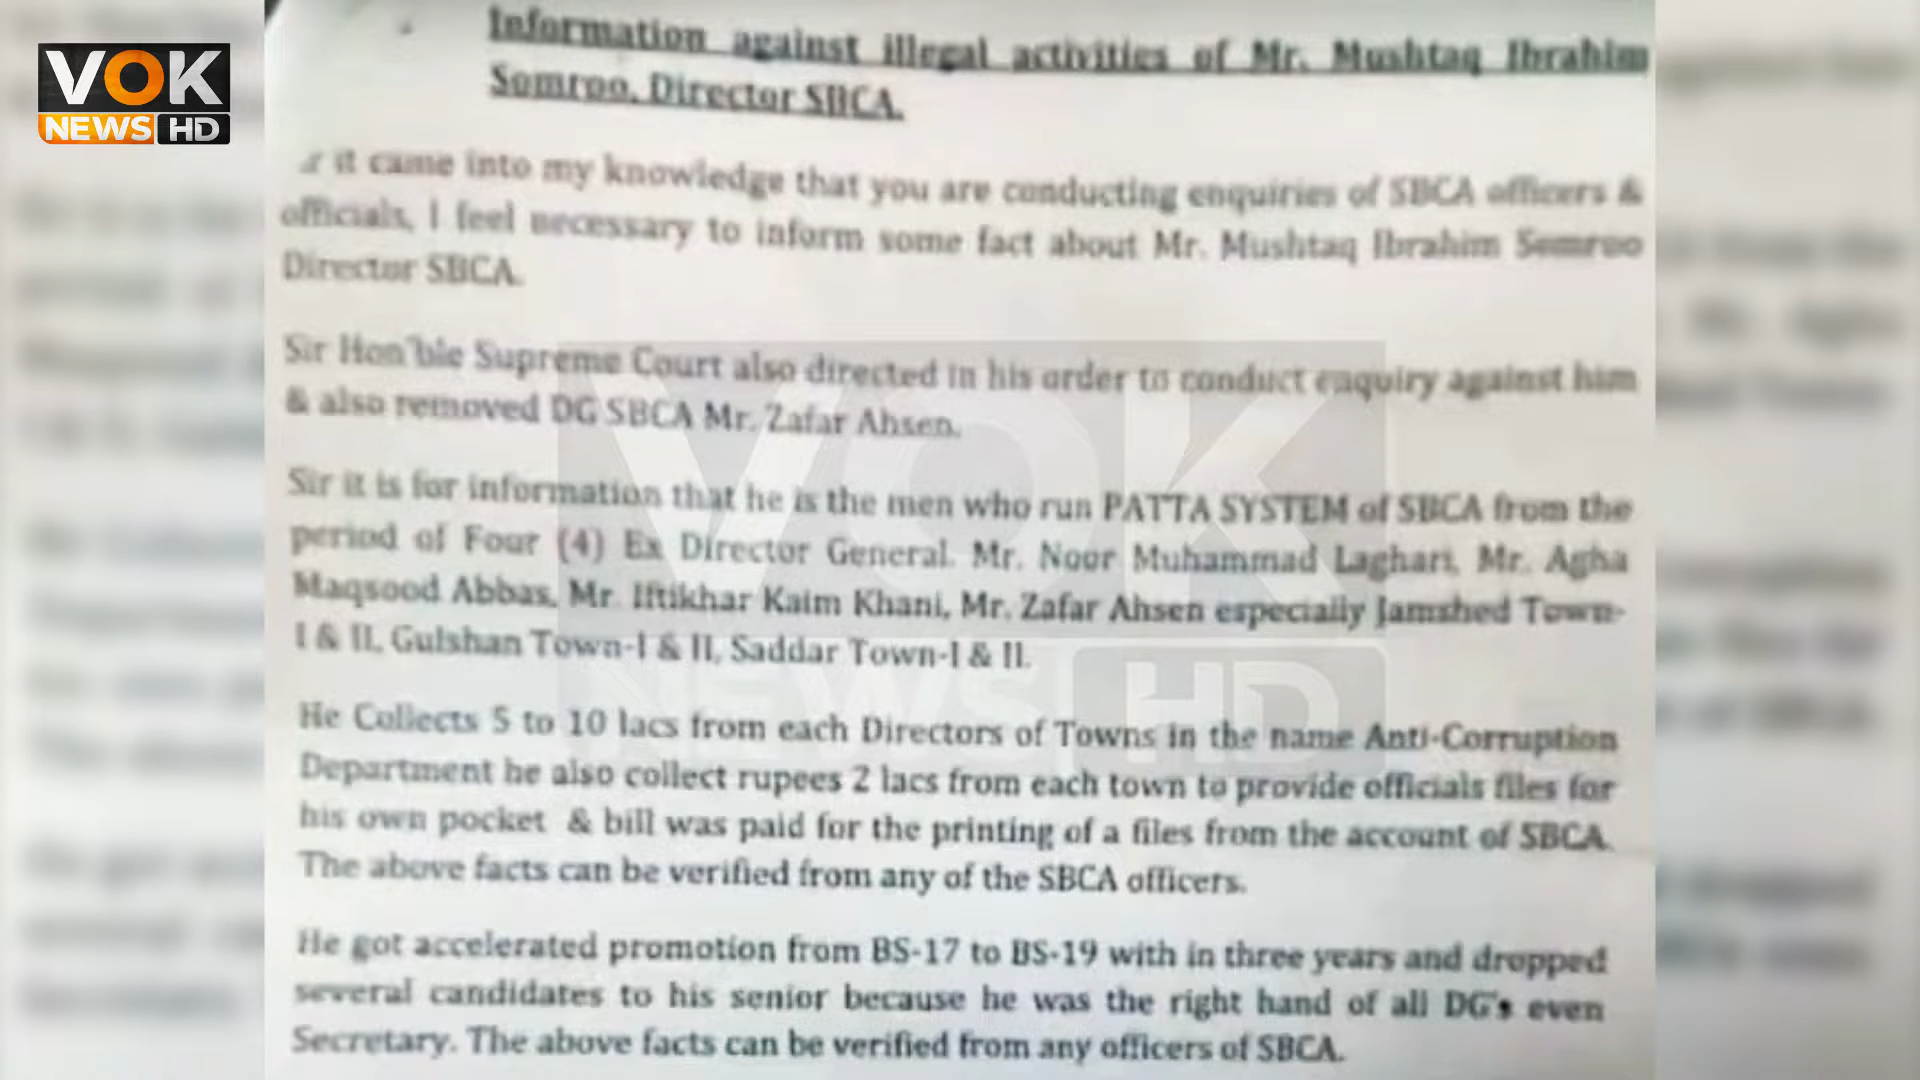 VOK
NEWS HD
Information against illegal activities of Mr. Mushtaq Ibrahim
Somroo, Director SBCA.
it came into my knowledge that you are conducting enquiries of SBCA officers &
officials, I feel necessary to inform some fact about Mr. Mushtaq Ibrahim Somroo
Director SBCA.
Sir Hon'ble Supreme Court also directed in his order to conduct enquiry against him
& also removed DG SBCA Mr. Zafar Ahsen.
Sir it is for information that he is the men who run PATTA SYSTEM of SBCA from the
period of Four (4) Ex Director General. Mr. Noor Muhammad Laghari, Mr. Agha
Maqsood Abbas, Mr. Iftikhar Kaim Khani, Mr. Zafar Ahsen especially Jamshed Town-
I & II, Gulshan Town-I & II, Saddar Town-I & II.
He Collects 5 to 10 lacs from each Directors of Towns in the name Anti-Corruption
Department he also collect rupees 2 lacs from each town to provide officials files for
his own pocket & bill was paid for the printing of a files from the account of SBCA.
The above facts can be verified from any of the SBCA officers.
He got accelerated promotion from BS-17 to BS-19 with in three years and dropped
several candidates to his senior because he was the right hand of all DG's even
Secretary. The above facts can be verified from any officers of SBCA.
VOK
NEWS HD